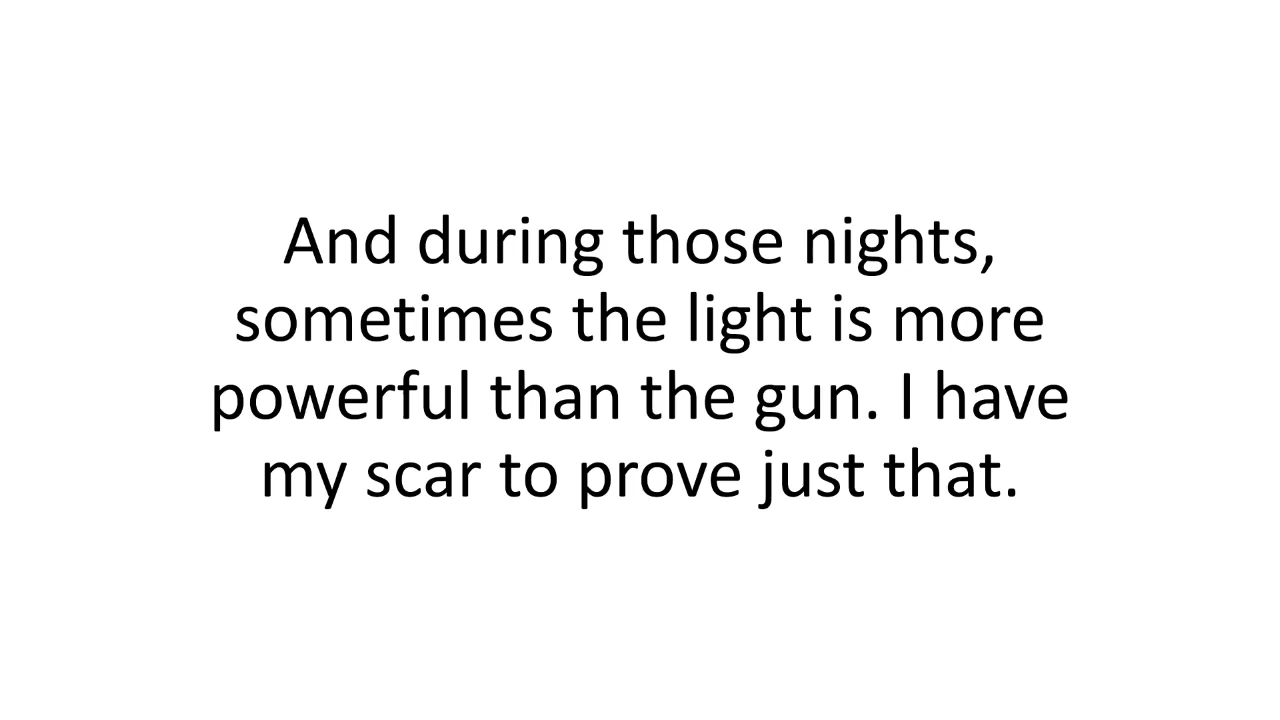 And during those nights,
sometimes the light is more
powerful than the gun. I have
my scar to prove just that.